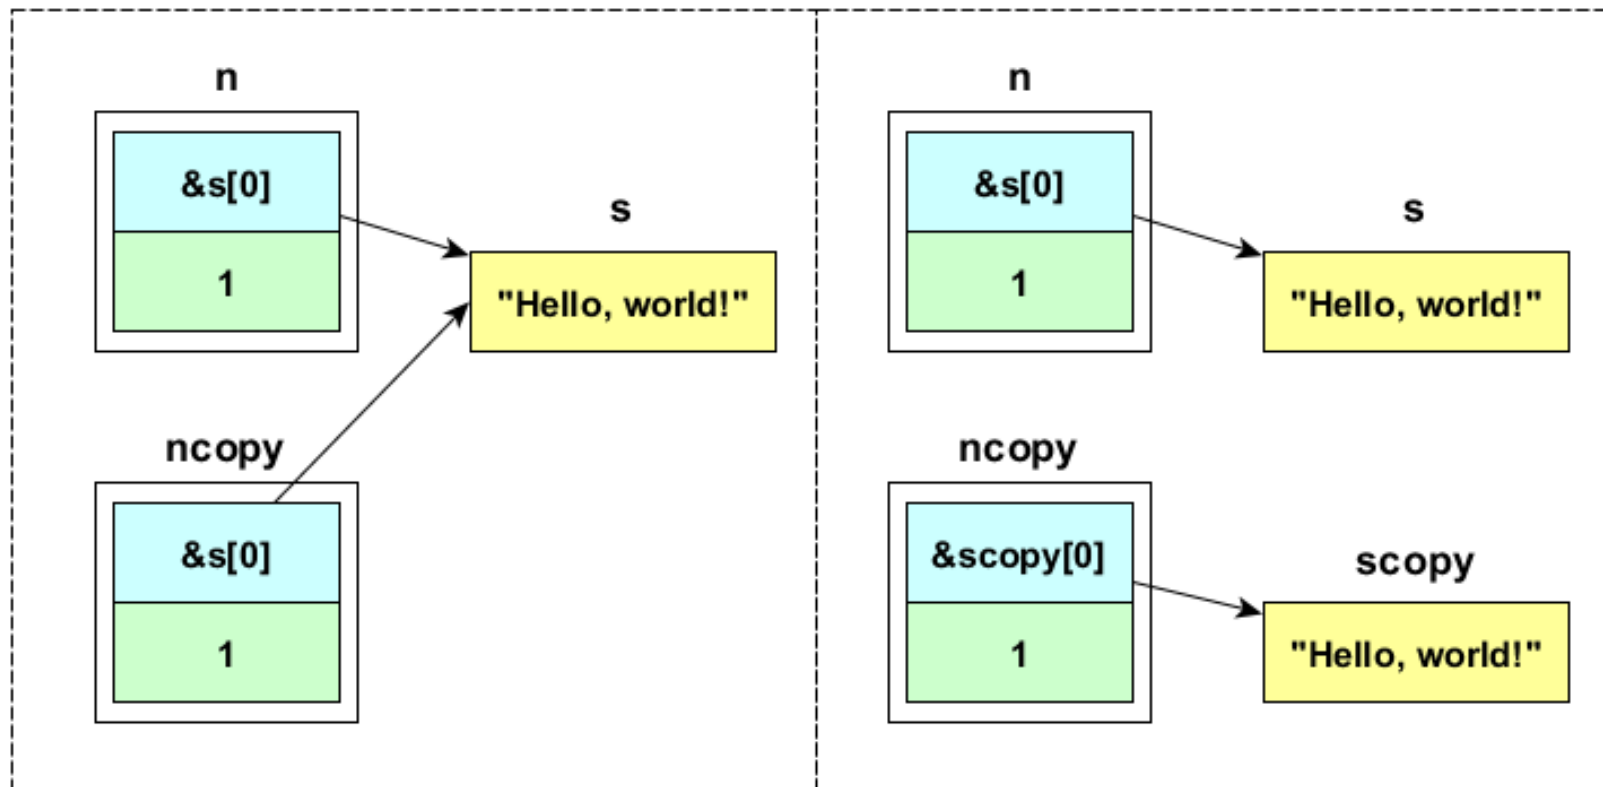 n
&s[0]
1
s
"Hello, world!"
ncopy
&s[0]
1
n
&s[0]
1
s
"Hello, world!"
ncopy
&scopy[0]
1
scopy
"Hello, world!"